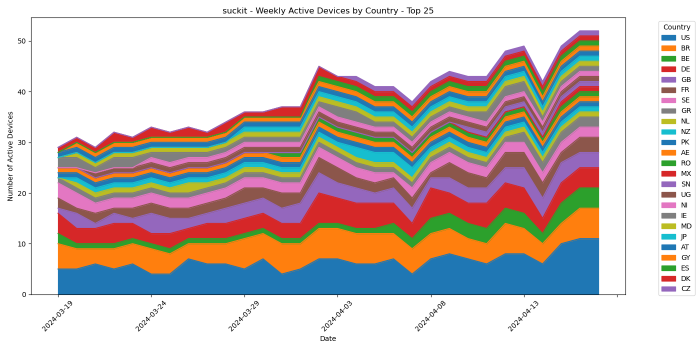 suckit - Weekly Active Devices by Country - Top 25
Number of Active Devices
50
40
30
20
10
0
2024-03-19
2024-03-24
2024-03-29
2024-04-03
2024-04-08
2024-04-13
Date
Country
US
BR
BE
DE
GB
FR
SE
GR
NL
NZ
PK
AE
RO
MX
SN
UG
NI
IE
MD
JP
AT
GY
ES
DK
CZ